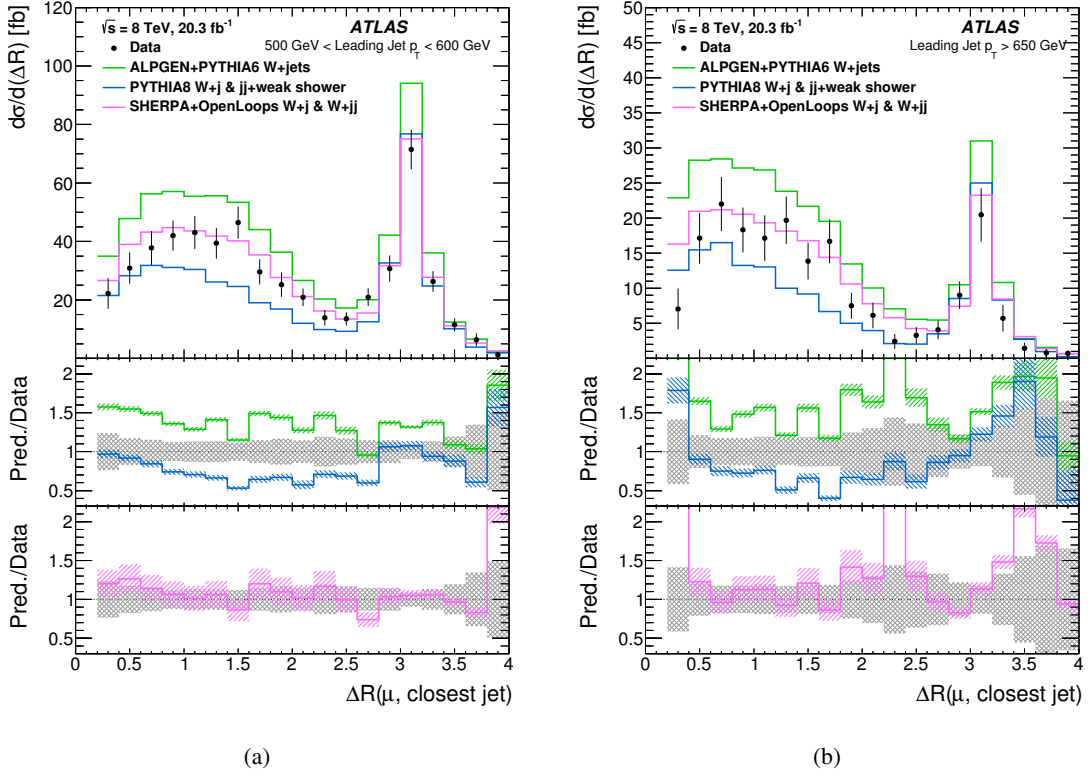 dσ/d(ΔR) [fb]
√s = 8 TeV, 20.3 fb⁻¹
ATLAS
Data
500 GeV < Leading Jet p_T < 600 GeV
ALPGEN+PYTHIA6 W+jets
PYTHIA8 W+j & jj+weak shower
SHERPA+OpenLoops W+j & W+jj
120
100
80
60
40
20
Pred./Data
2
1.5
1
0.5
Pred./Data
2
1.5
1
0.5
0 0.5 1 1.5 2 2.5 3 3.5 4
ΔR(μ, closest jet)
(a)
dσ/d(ΔR) [fb]
√s = 8 TeV, 20.3 fb⁻¹
ATLAS
Data
Leading Jet p_T > 650 GeV
ALPGEN+PYTHIA6 W+jets
PYTHIA8 W+j & jj+weak shower
SHERPA+OpenLoops W+j & W+jj
50
45
40
35
30
25
20
15
10
5
Pred./Data
2
1.5
1
0.5
Pred./Data
2
1.5
1
0.5
0 0.5 1 1.5 2 2.5 3 3.5 4
ΔR(μ, closest jet)
(b)